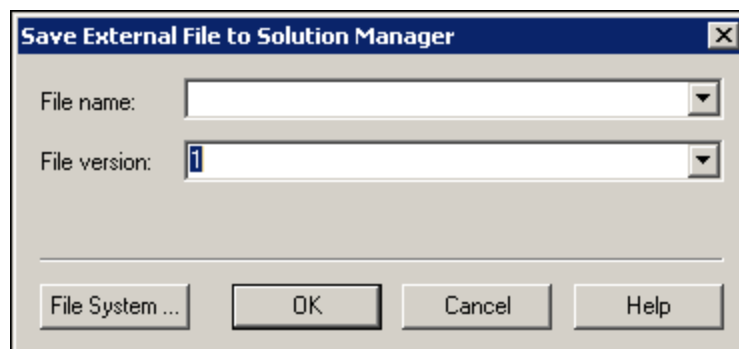 Save External File to Solution Manager
File name:
File version: 1
File System ... OK Cancel Help